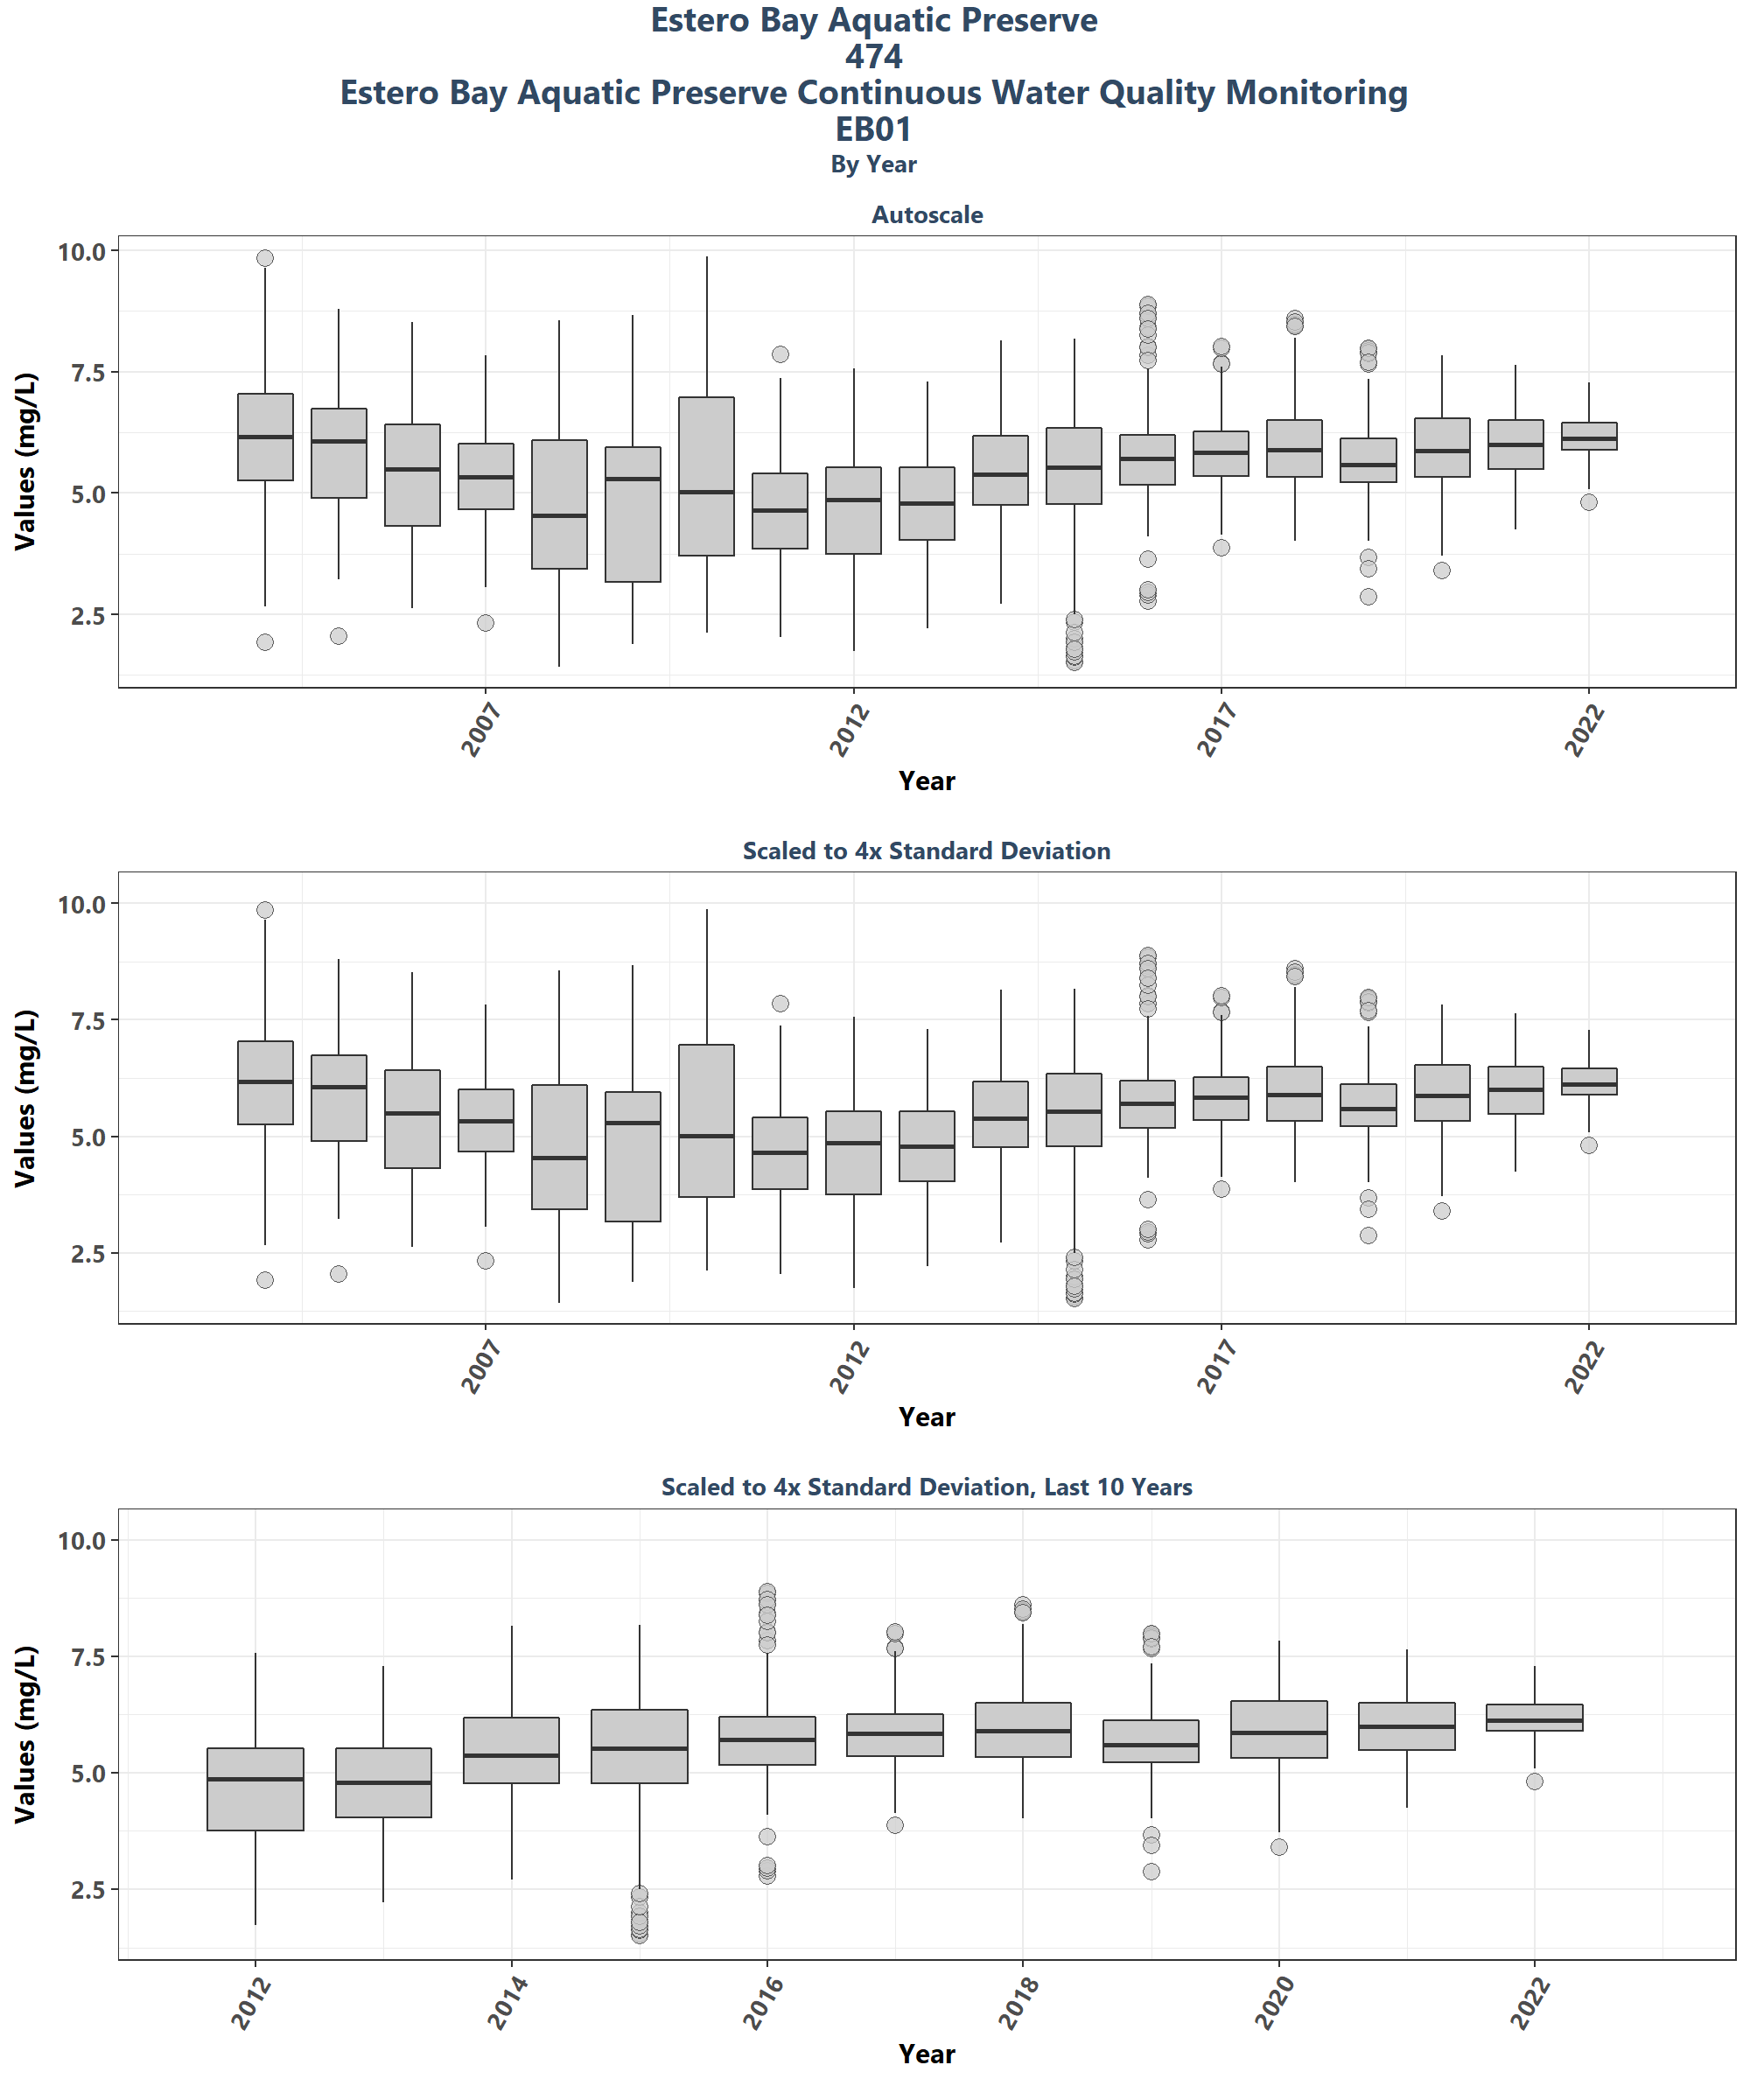 Estero Bay Aquatic Preserve
474
Estero Bay Aquatic Preserve Continuous Water Quality Monitoring
EB01
By Year
Autoscale
10.0
7.5
5.0
2.5
Values (mg/L)
2007 2012 2017 2022
Year
Scaled to 4x Standard Deviation
10.0
7.5
5.0
2.5
Values (mg/L)
2007 2012 2017 2022
Year
Scaled to 4x Standard Deviation, Last 10 Years
10.0
7.5
5.0
2.5
Values (mg/L)
2012 2014 2016 2018 2020 2022
Year